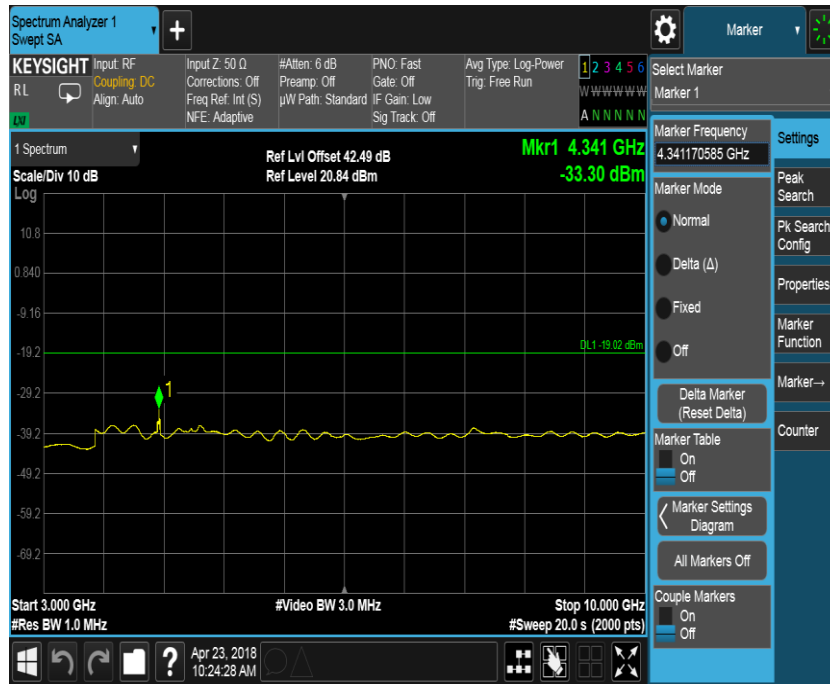 Spectrum Analyzer 1
Swept SA
+
Marker
KEYSIGHT
RL
LXI
Input: RF
Coupling: DC
Align: Auto
Input Z: 50 Ω
Corrections: Off
Freq Ref: Int (S)
NFE: Adaptive
#Atten: 6 dB
Preamp: Off
µW Path: Standard
PNO: Fast
Gate: Off
IF Gain: Low
Sig Track: Off
Avg Type: Log-Power
Trig: Free Run
1 2 3 4 5 6
W W W W W W
A N N N N N
Select Marker
Marker 1
1 Spectrum
Scale/Div 10 dB
Log
Ref Lvl Offset 42.49 dB
Ref Level 20.84 dBm
Mkr1 4.341 GHz
-33.30 dBm
10.8
0.840
-9.16
-19.2
-29.2
-39.2
-49.2
-59.2
-69.2
DL1 -19.02 dBm
1
Start 3.000 GHz
#Res BW 1.0 MHz
#Video BW 3.0 MHz
Stop 10.000 GHz
#Sweep 20.0 s (2000 pts)
Marker Frequency
4.341170585 GHz
Marker Mode
Normal
Delta (Δ)
Fixed
Off
Delta Marker
(Reset Delta)
Marker Table
On
Off
Marker Settings
Diagram
All Markers Off
Couple Markers
On
Off
Settings
Peak
Search
Pk Search
Config
Properties
Marker
Function
Marker→
Counter
?
Apr 23, 2018
10:24:28 AM